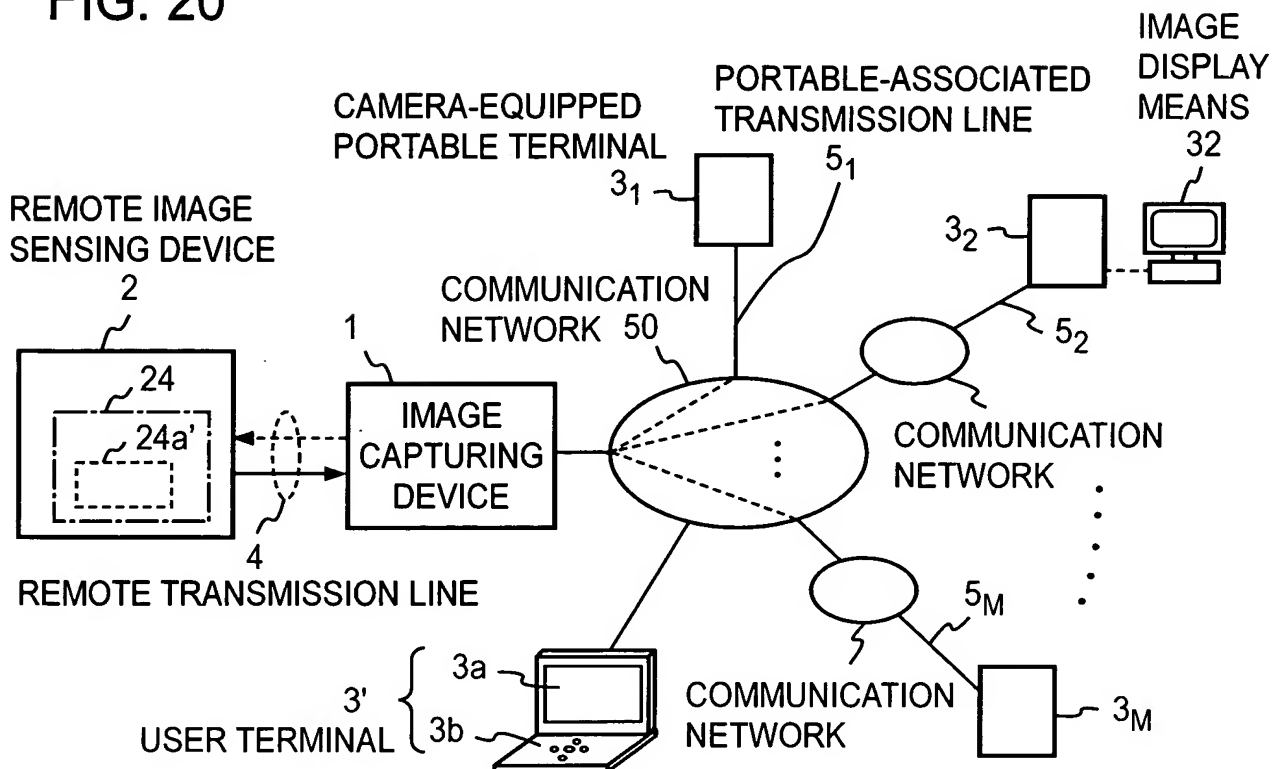 FIG. 20
IMAGE
DISPLAY
MEANS
32
PORTABLE-ASSOCIATED
TRANSMISSION LINE
5₁
CAMERA-EQUIPPED
PORTABLE TERMINAL
3₁
REMOTE IMAGE
SENSING DEVICE
2
3₂
5₂
COMMUNICATION
NETWORK 50
1
24
24a'
IMAGE
CAPTURING
DEVICE
COMMUNICATION
NETWORK
4
REMOTE TRANSMISSION LINE
5M
3a
3'
USER TERMINAL
3b
COMMUNICATION
NETWORK
3M